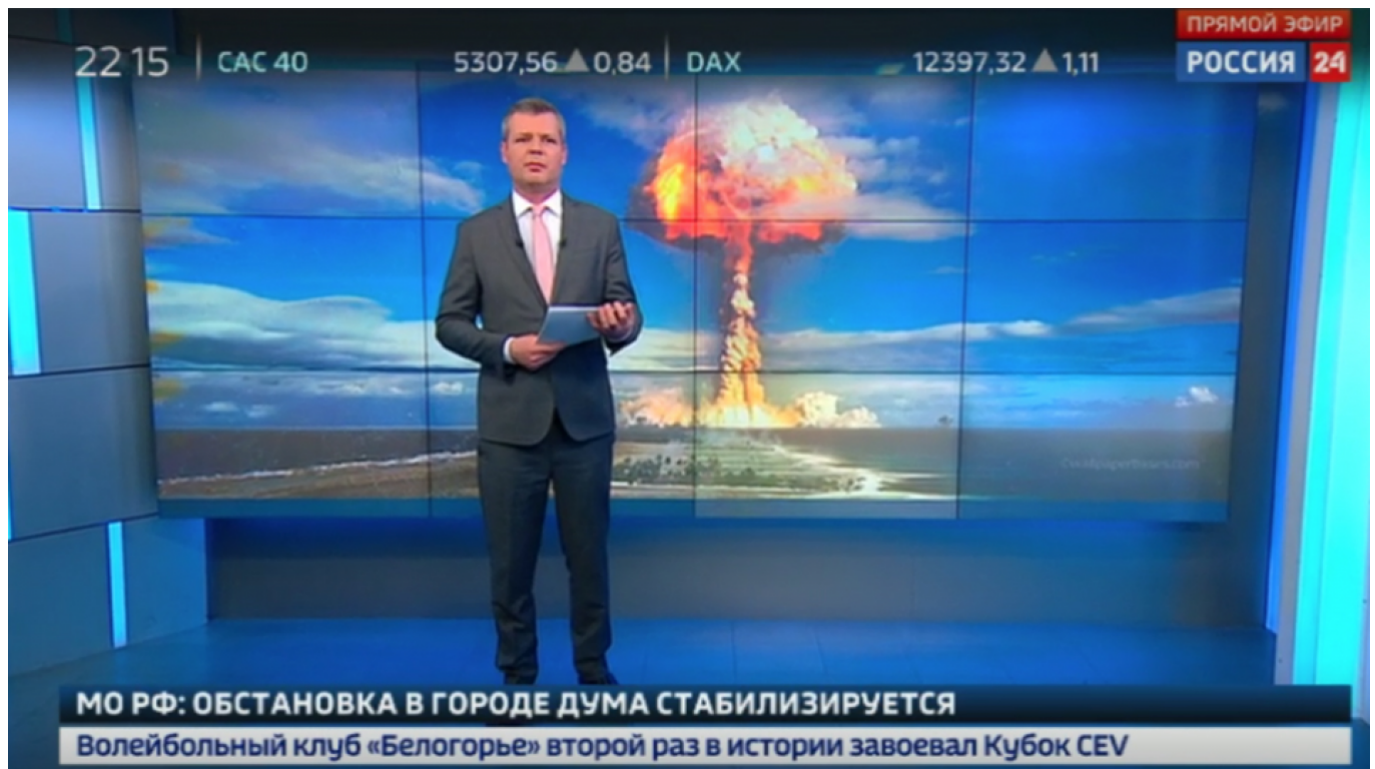 ПРЯМОЙ ЭФИР
22 15 CAC 40 5307,56 0,84 DAX 12397,32 1,11 РОССИЯ 24
МО РФ: ОБСТАНОВКА В ГОРОДЕ ДУМА СТАБИЛИЗИРУЕТСЯ
Волейбольный клуб «Белогорье» второй раз в истории завоевал Кубок CEV